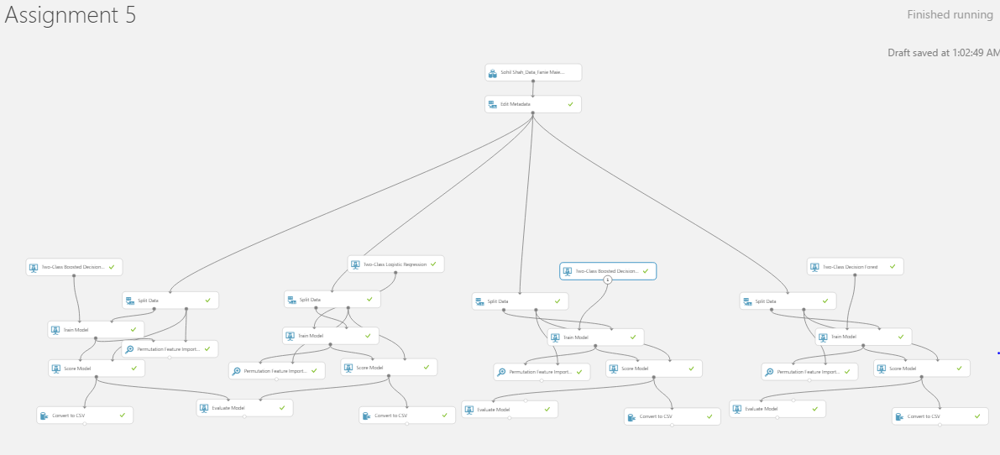 Assignment 5
Finished running
Draft saved at 1:02:49 AM
Sohil Shah_Data_Fanie Maie...
Edit Metadata
Two-Class Boosted Decision...
Two-Class Logistic Regression
Two-Class Boosted Decision...
Two-Class Decision Forest
Split Data
Split Data
Split Data
Split Data
Train Model
Train Model
Train Model
Train Model
Permutation Feature Import...
Permutation Feature Import...
Permutation Feature Import...
Permutation Feature Import...
Score Model
Score Model
Score Model
Score Model
Evaluate Model
Evaluate Model
Evaluate Model
Convert to CSV
Convert to CSV
Convert to CSV
Convert to CSV
1